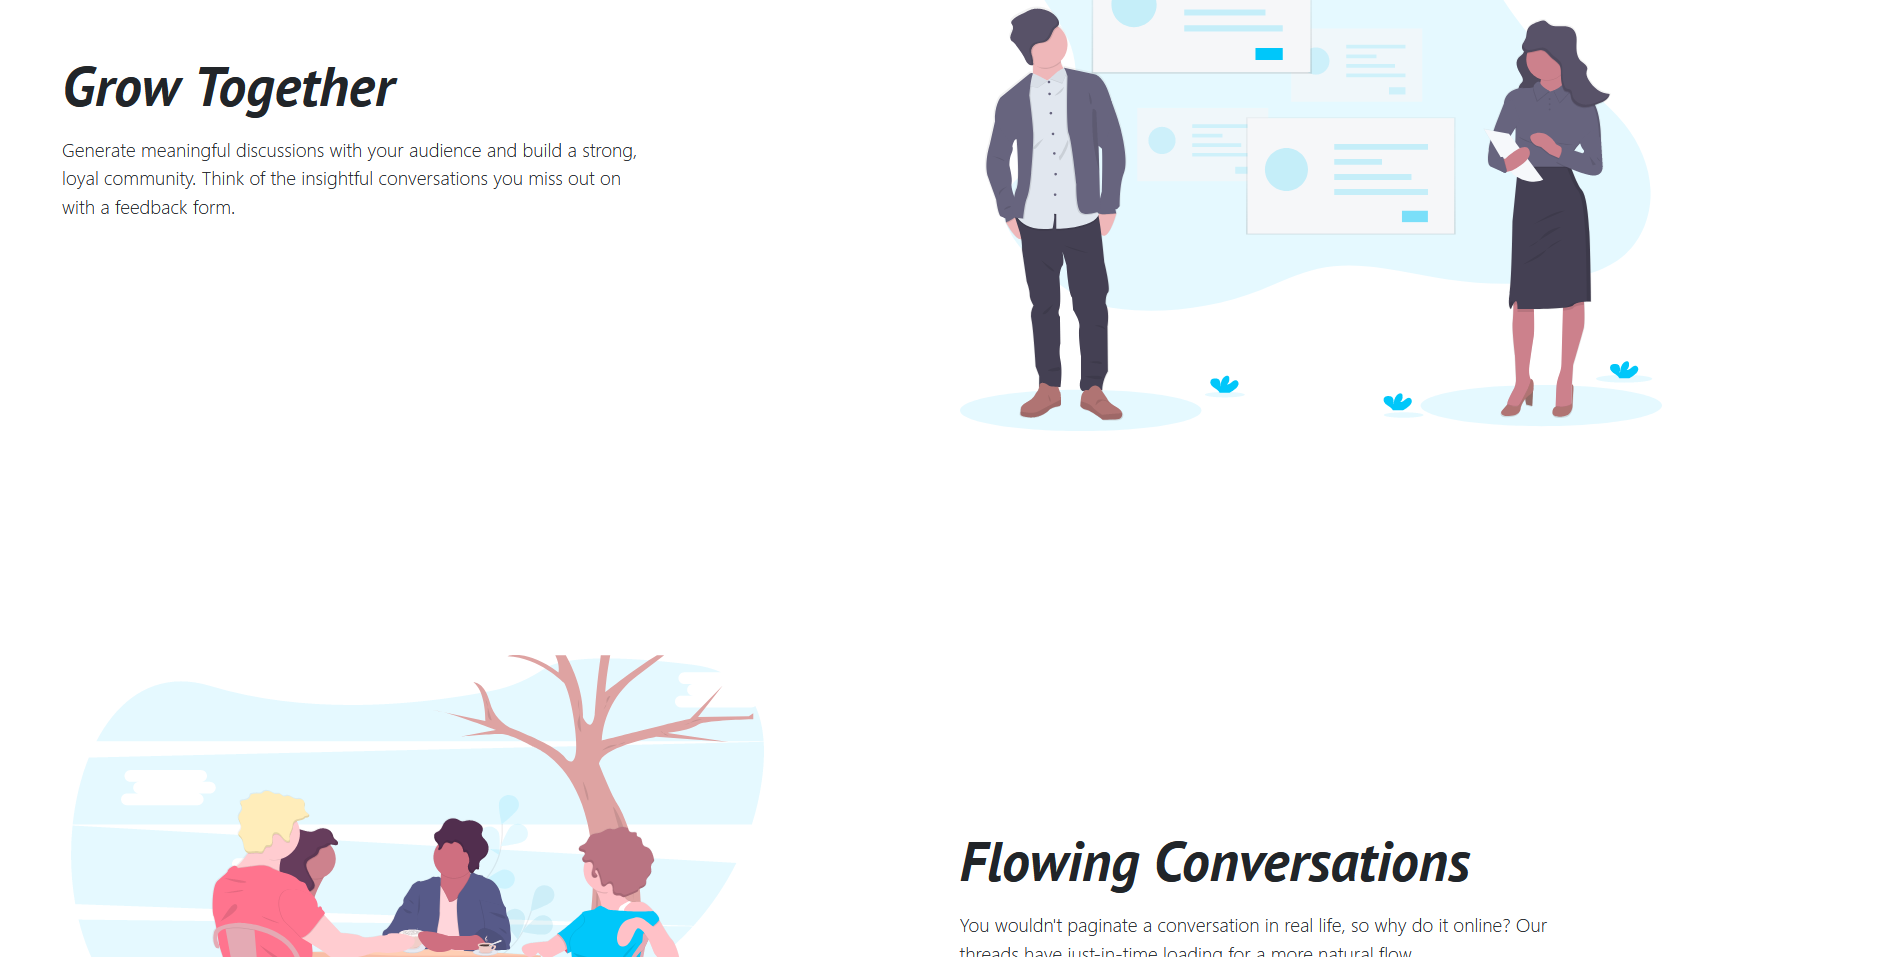 Grow Together
Generate meaningful discussions with your audience and build a strong,
loyal community. Think of the insightful conversations you miss out on
with a feedback form.
Flowing Conversations
You wouldn't paginate a conversation in real life, so why do it online? Our
threads have just-in-time loading for a more natural flow.